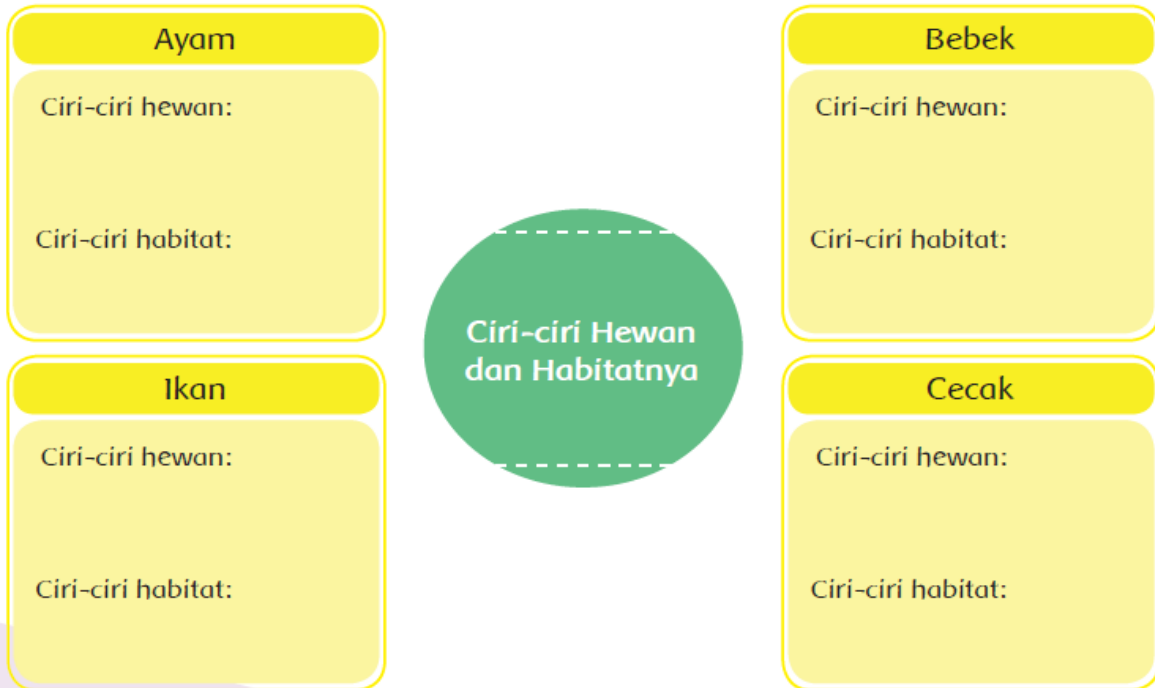 Ayam
Ciri-ciri hewan:
Ciri-ciri habitat:
Bebek
Ciri-ciri hewan:
Ciri-ciri habitat:
Ciri-ciri Hewan
dan Habitatnya
Ikan
Ciri-ciri hewan:
Ciri-ciri habitat:
Cecak
Ciri-ciri hewan:
Ciri-ciri habitat: